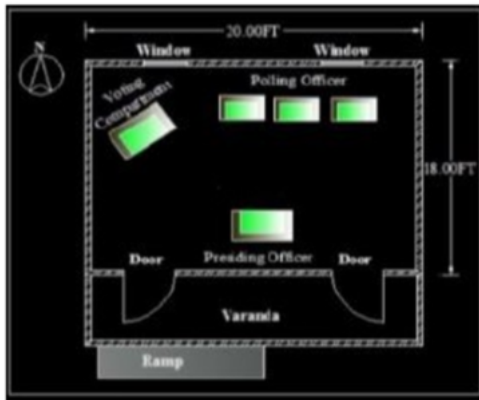 20.00FT
N
Window
Window
Voting
Compartment
Polling Officer
18.00FT
Door
Presiding Officer
Door
Varanda
Ramp